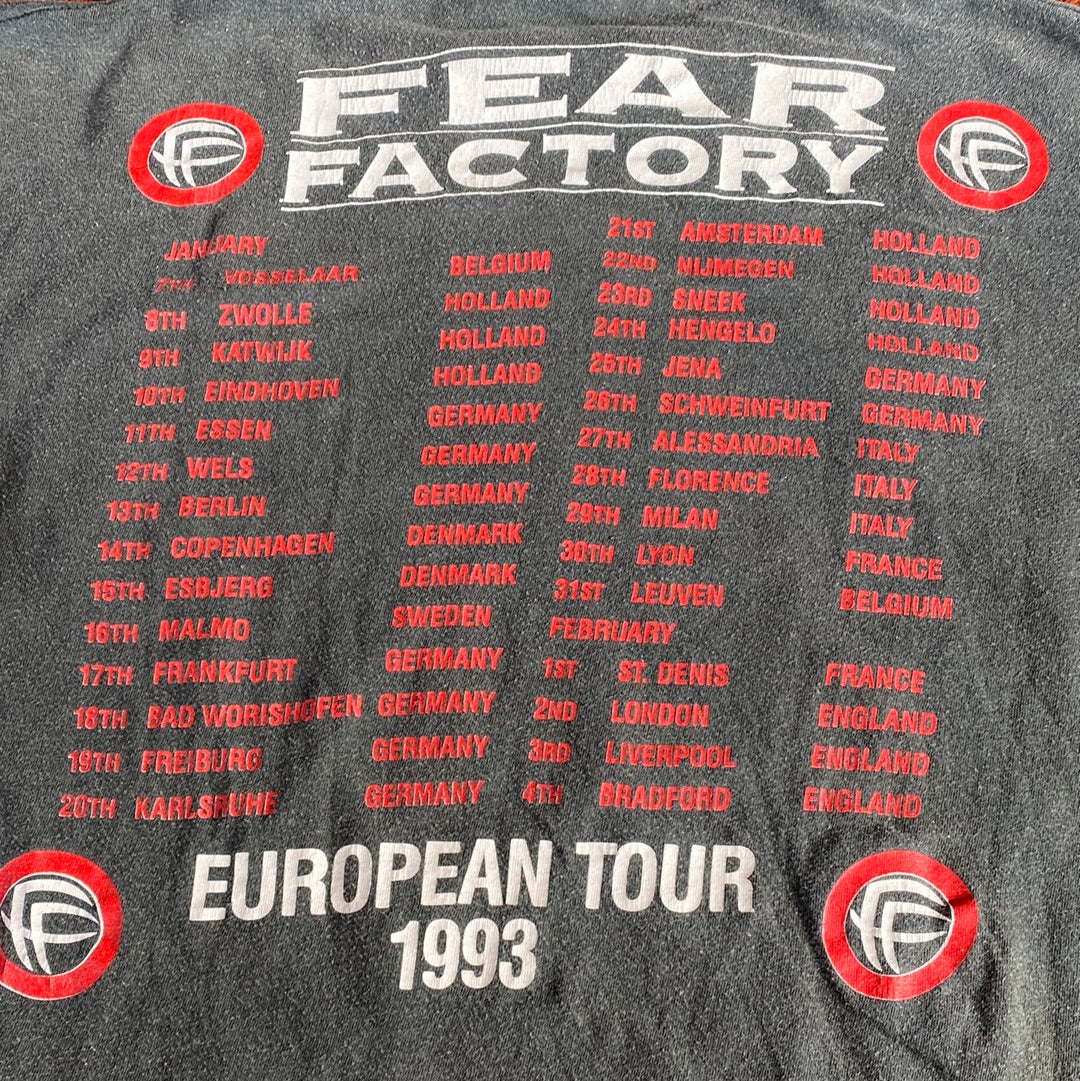 FEAR
FACTORY
JANUARY
7TH VOSSELAAR BELGIUM
8TH ZWOLLE HOLLAND
9TH KATWIJK HOLLAND
10TH EINDHOVEN HOLLAND
11TH ESSEN GERMANY
12TH WELS GERMANY
13TH BERLIN GERMANY
14TH COPENHAGEN DENMARK
15TH ESBJERG DENMARK
16TH MALMO SWEDEN
17TH FRANKFURT GERMANY
18TH BAD WORISHOFEN GERMANY
19TH FREIBURG GERMANY
20TH KARLSRUHE GERMANY
21ST AMSTERDAM HOLLAND
22ND NIJMEGEN HOLLAND
23RD SNEEK HOLLAND
24TH HENGELO HOLLAND
25TH JENA GERMANY
26TH SCHWEINFURT GERMANY
27TH ALESSANDRIA ITALY
28TH FLORENCE ITALY
29TH MILAN ITALY
30TH LYON FRANCE
31ST LEUVEN BELGIUM
FEBRUARY
1ST ST. DENIS FRANCE
2ND LONDON ENGLAND
3RD LIVERPOOL ENGLAND
4TH BRADFORD ENGLAND
EUROPEAN TOUR
1993